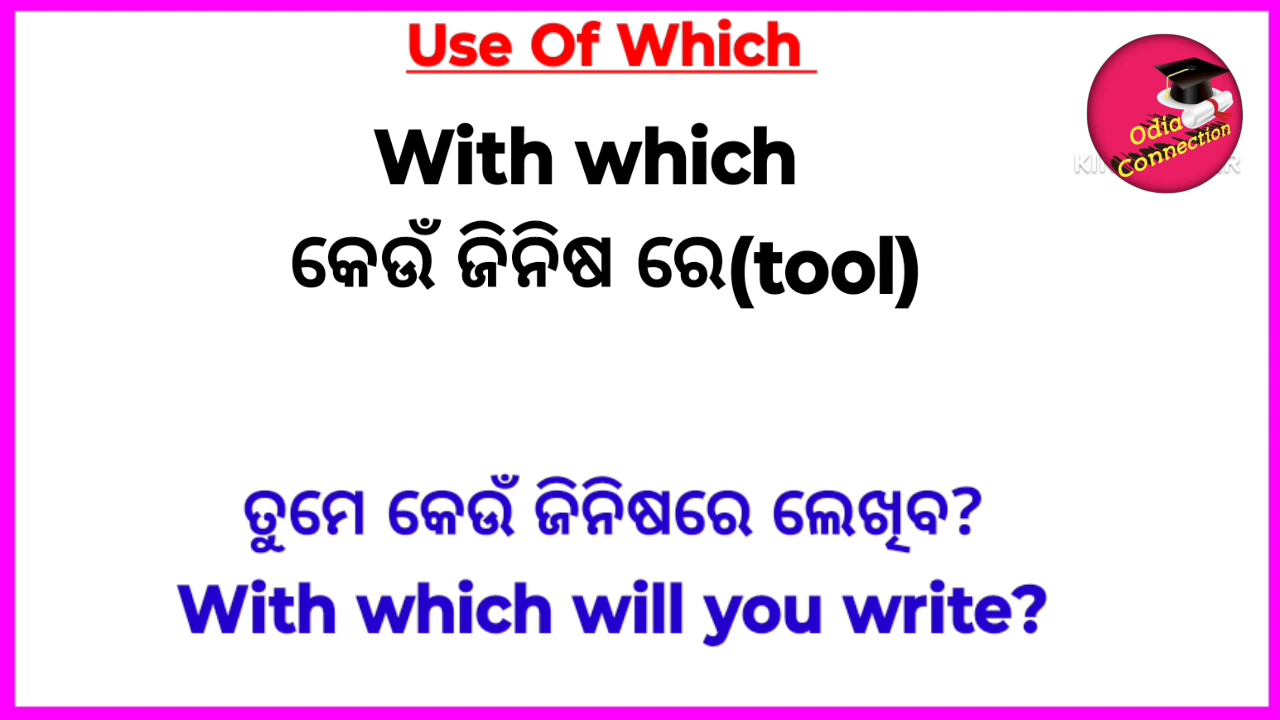 Use Of Which
Odia
Connection
With which
କେଉଁ ଜିନିଷ ରେ(tool)
ତୁମେ କେଉଁ ଜିନିଷରେ ଲେଖିବ?
With which will you write?